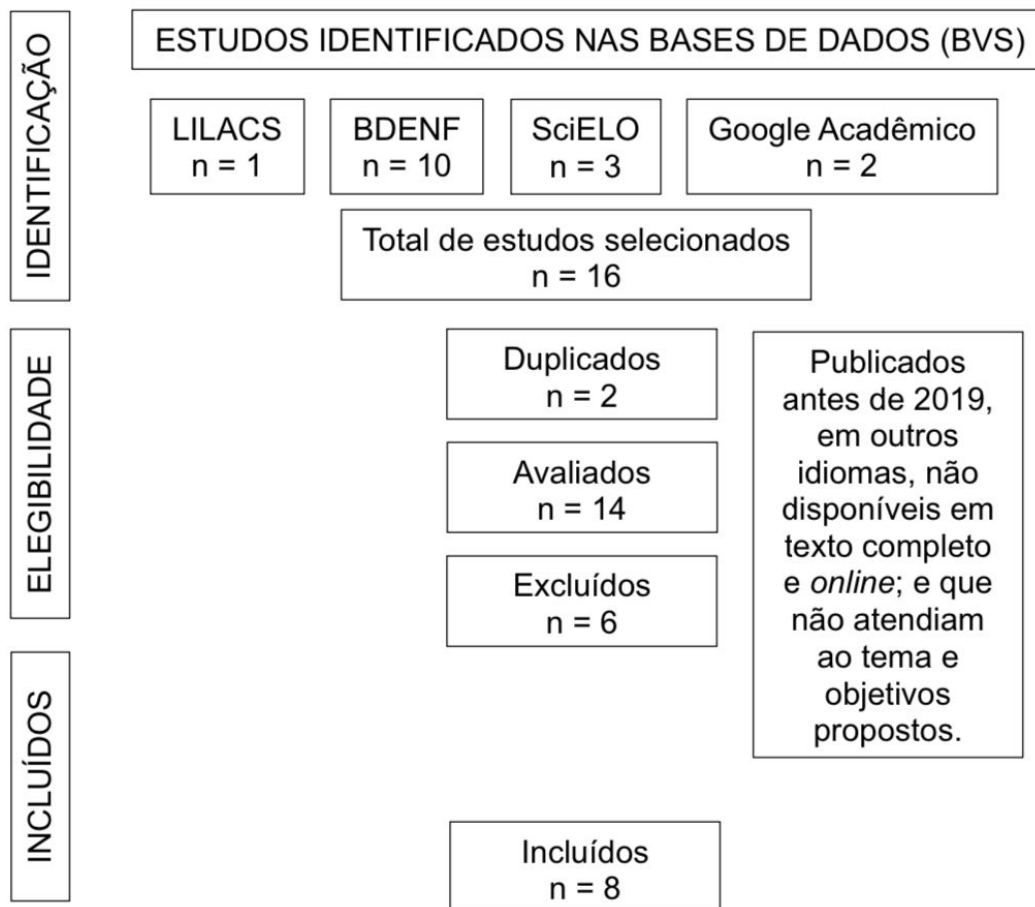 IDENTIFICAÇÃO
ESTUDOS IDENTIFICADOS NAS BASES DE DADOS (BVS)
LILACS
n = 1
BDENF
n = 10
SciELO
n = 3
Google Acadêmico
n = 2
Total de estudos selecionados
n = 16
ELEGIBILIDADE
Duplicados
n = 2
Avaliados
n = 14
Excluídos
n = 6
Publicados
antes de 2019,
em outros
idiomas, não
disponíveis em
texto completo
e online; e que
não atendiam
ao tema e
objetivos
propostos.
INCLUÍDOS
Incluídos
n = 8